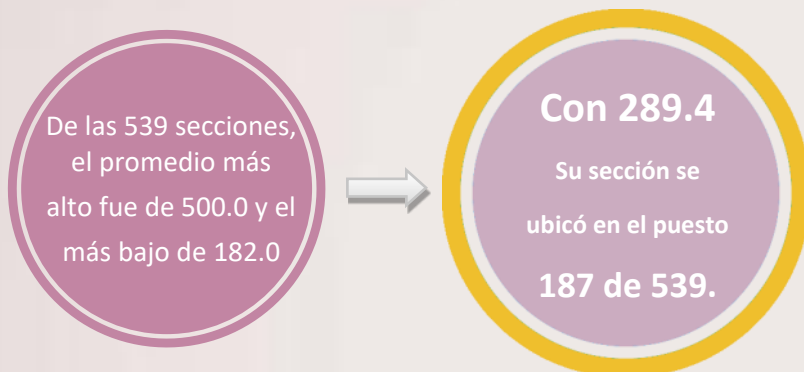 De las 539 secciones,
el promedio más
alto fue de 500.0 y el
más bajo de 182.0
Con 289.4
Su sección se
ubicó en el puesto
187 de 539.